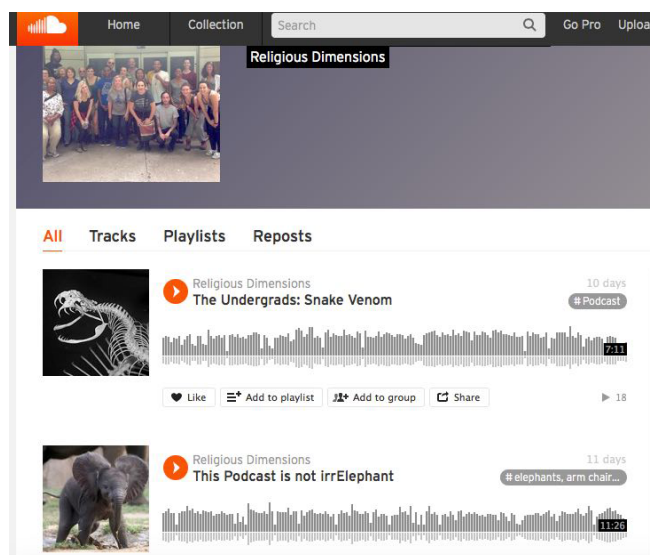 Home Collection Search Go Pro Uploa
Religious Dimensions
All Tracks Playlists Reposts
Religious Dimensions 10 days
The Undergrads: Snake Venom # Podcast
7:11
Like Add to playlist Add to group Share 18
Religious Dimensions 11 days
This Podcast is not irrElephant # elephants, arm chair...
11:26